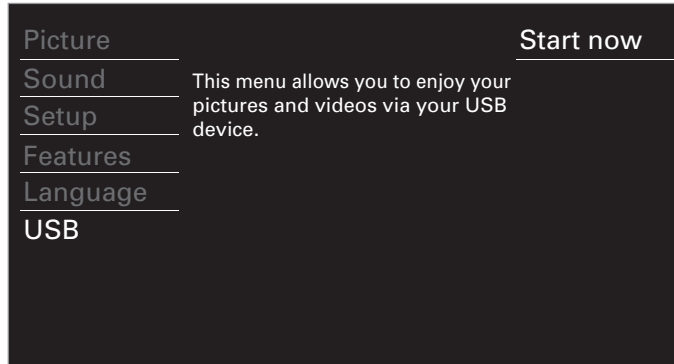 Picture
Sound
Setup
Features
Language
USB
This menu allows you to enjoy your
pictures and videos via your USB
device.
Start now